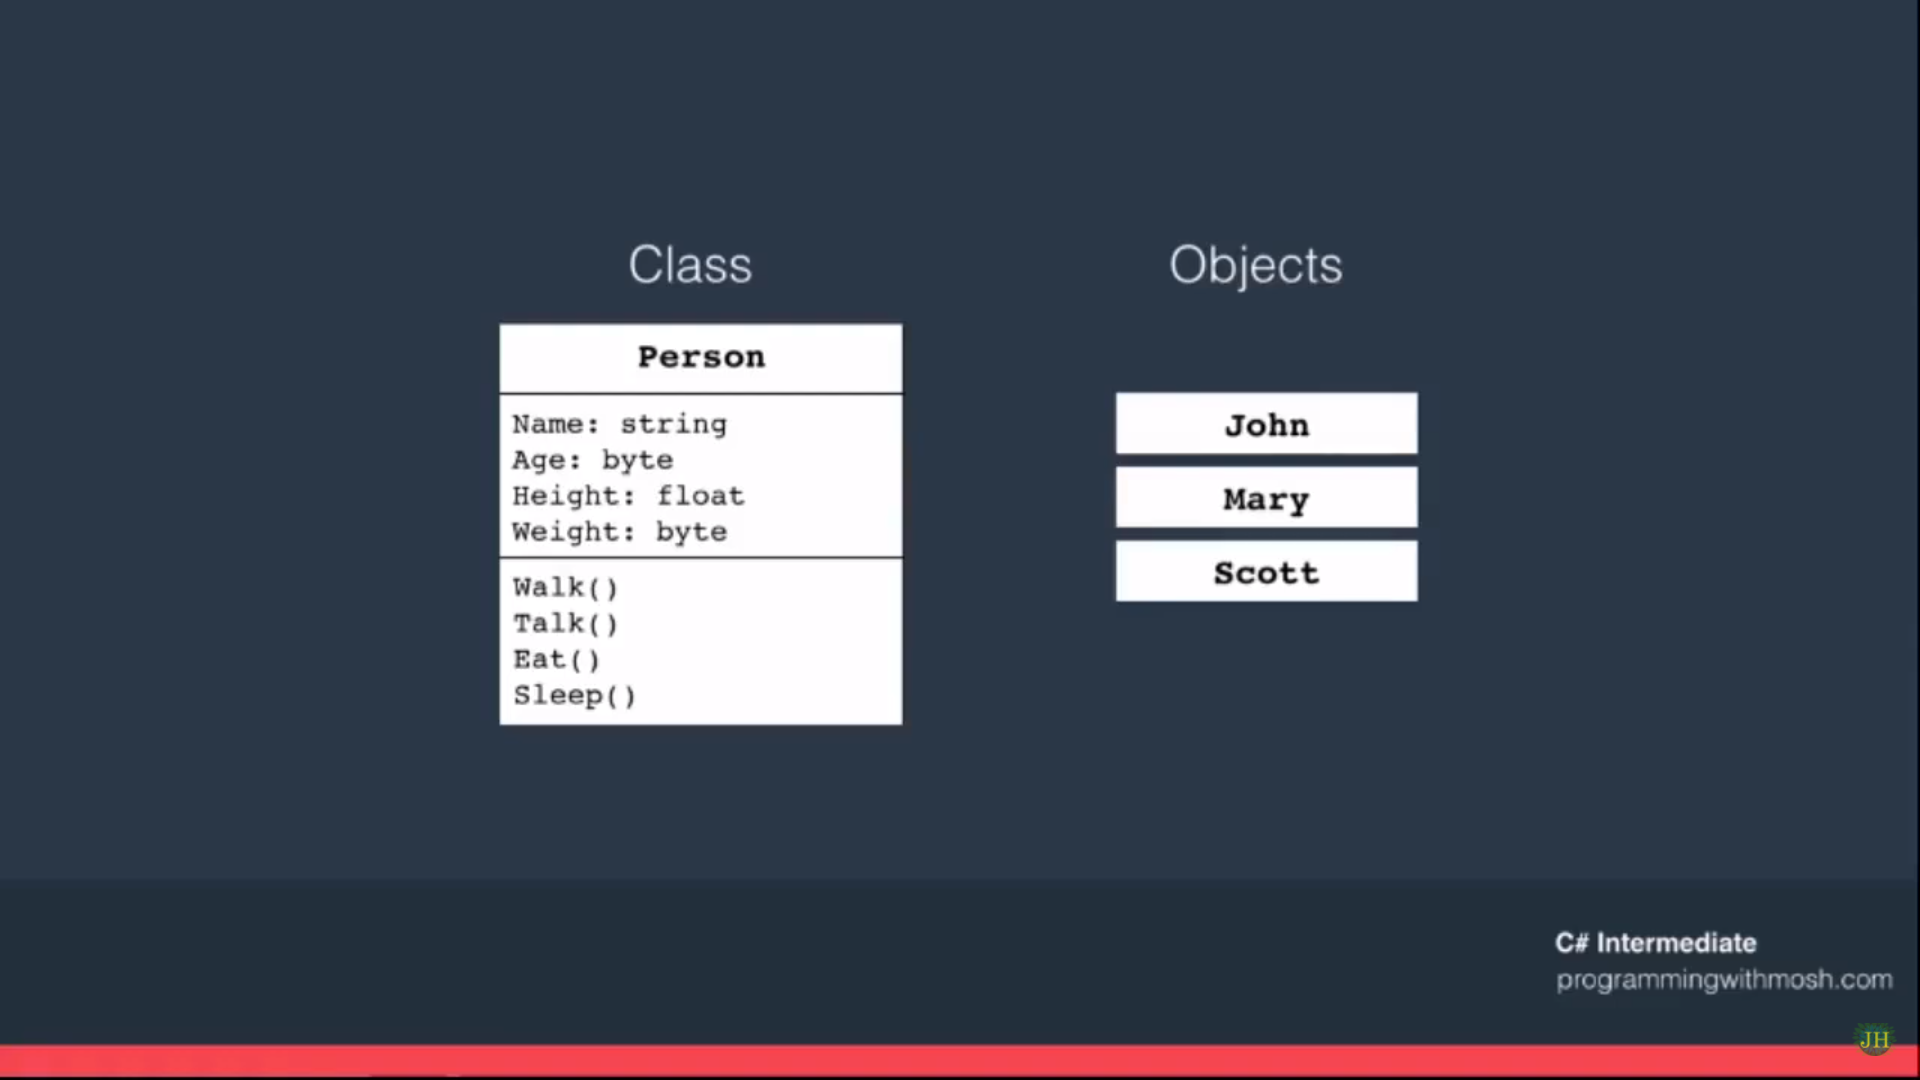 Class
Person
Name: string
Age: byte
Height: float
Weight: byte
Walk()
Talk()
Eat()
Sleep()
Objects
John
Mary
Scott
C# Intermediate
programmingwithmosh.com
JH